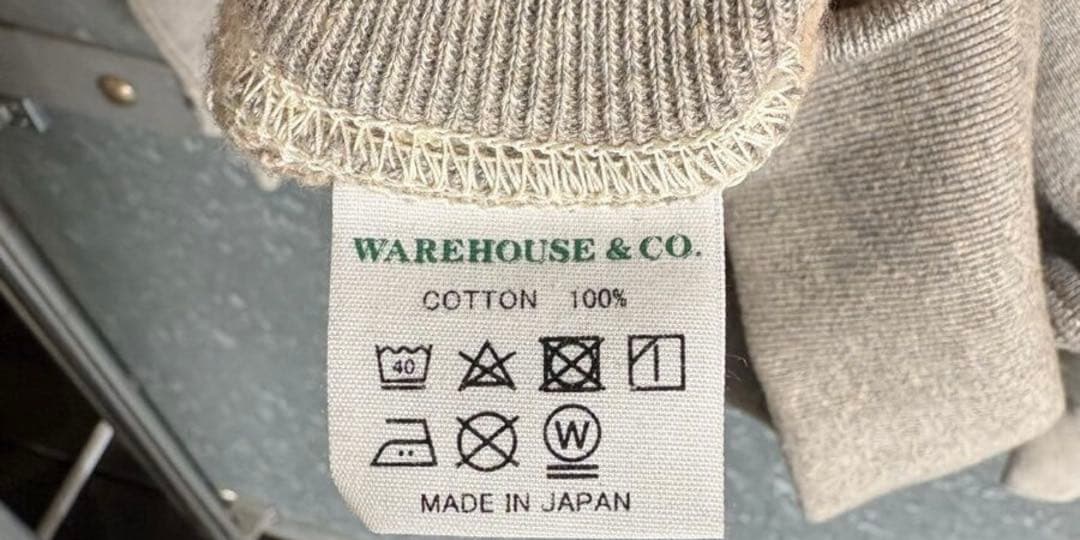 WAREHOUSE & CO.
COTTON 100%
40
W
MADE IN JAPAN